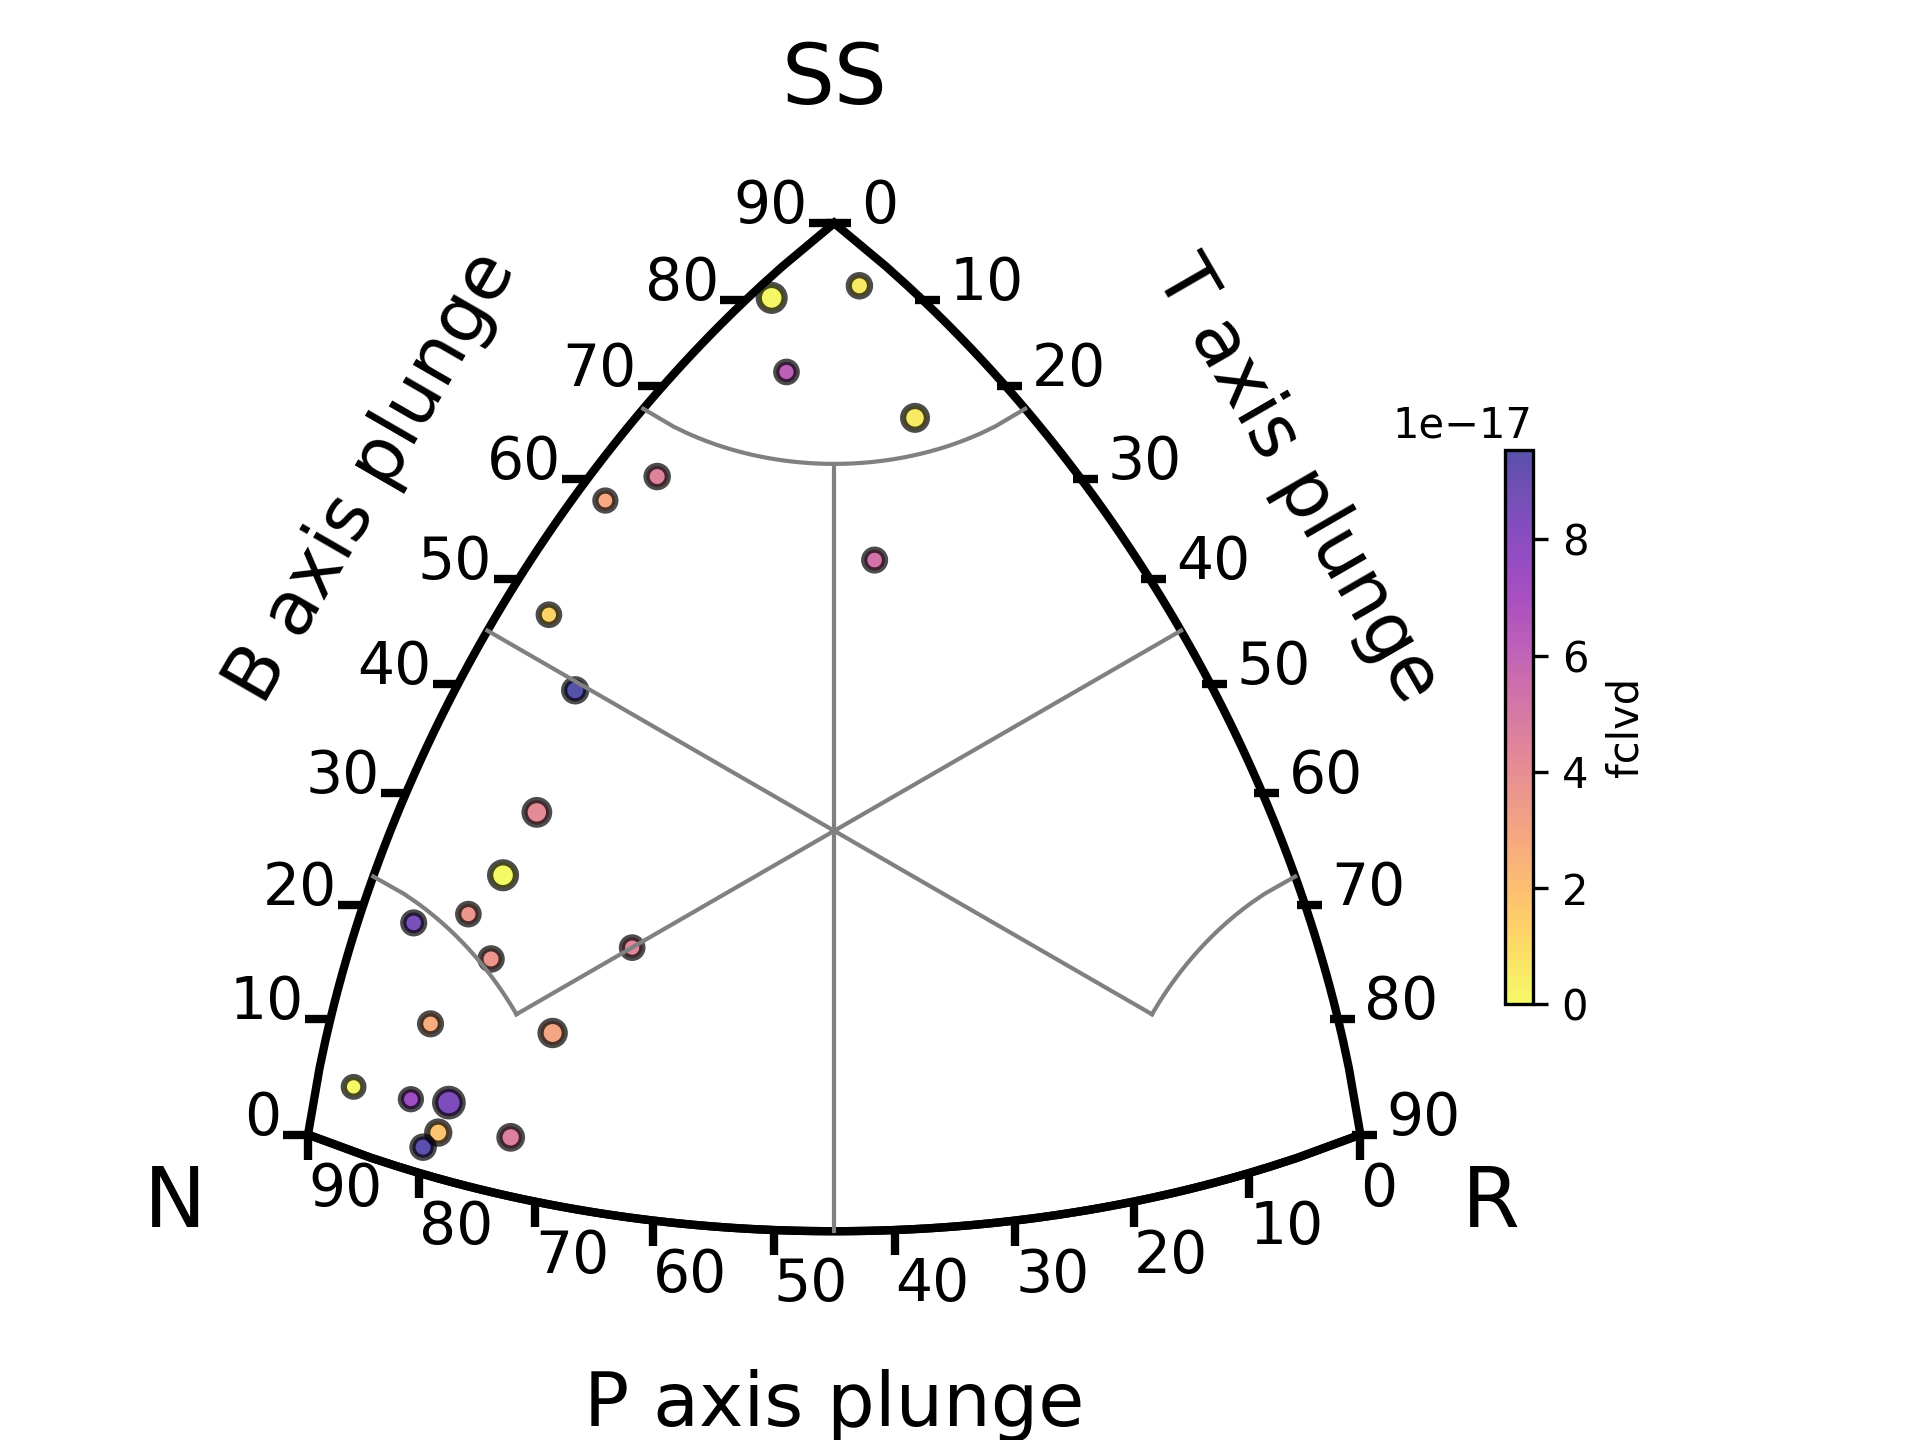 SS
90 0
80 10
70 20
60 30
50 40
40 50
30 60
20 70
10 80
0 90
B axis plunge
T axis plunge
N
R
90 80 70 60 50 40 30 20 10 0
P axis plunge
1e−17
8
6
4
2
0
fclvd